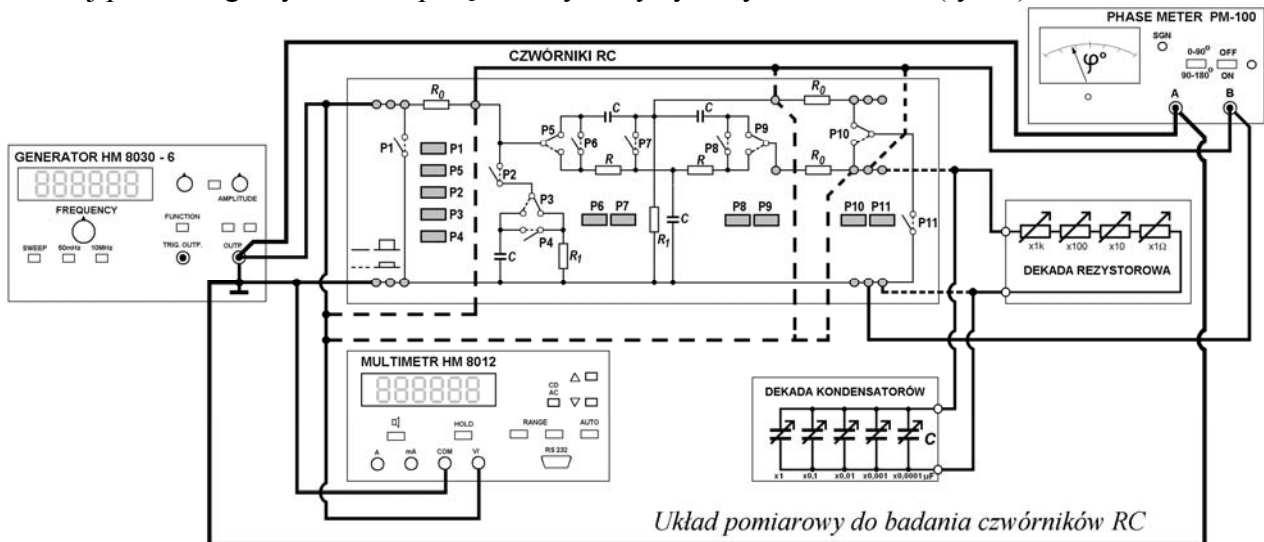 PHASE METER PM-100
SGN
0-90° OFF
90-180° ON
φ°
A B
CZWÓRNIKI RC
R0 C C R0
P5 P6 P7 P8 P9 P10
P1
P1
P5
P2
P3
P4
P2
R R R0
P3
P4
P6 P7
P8 P9
P10 P11
P11
C R1 R1 C
GENERATOR HM 8030 - 6
AMPLITUDE
FREQUENCY
FUNCTION
SWEEP 50mHz 10MHz
TRIG. OUTP. OUTP
x1k x100 x10 x1Ω
DEKADA REZYSTOROWA
MULTIMETR HM 8012
CD
AC
HOLD RANGE AUTO
A mA COM V/
RS 232
DEKADA KONDENSATORÓW
C
x1 x0,1 x0,01 x0,001 x0,0001 μF
Układ pomiarowy do badania czwórników RC